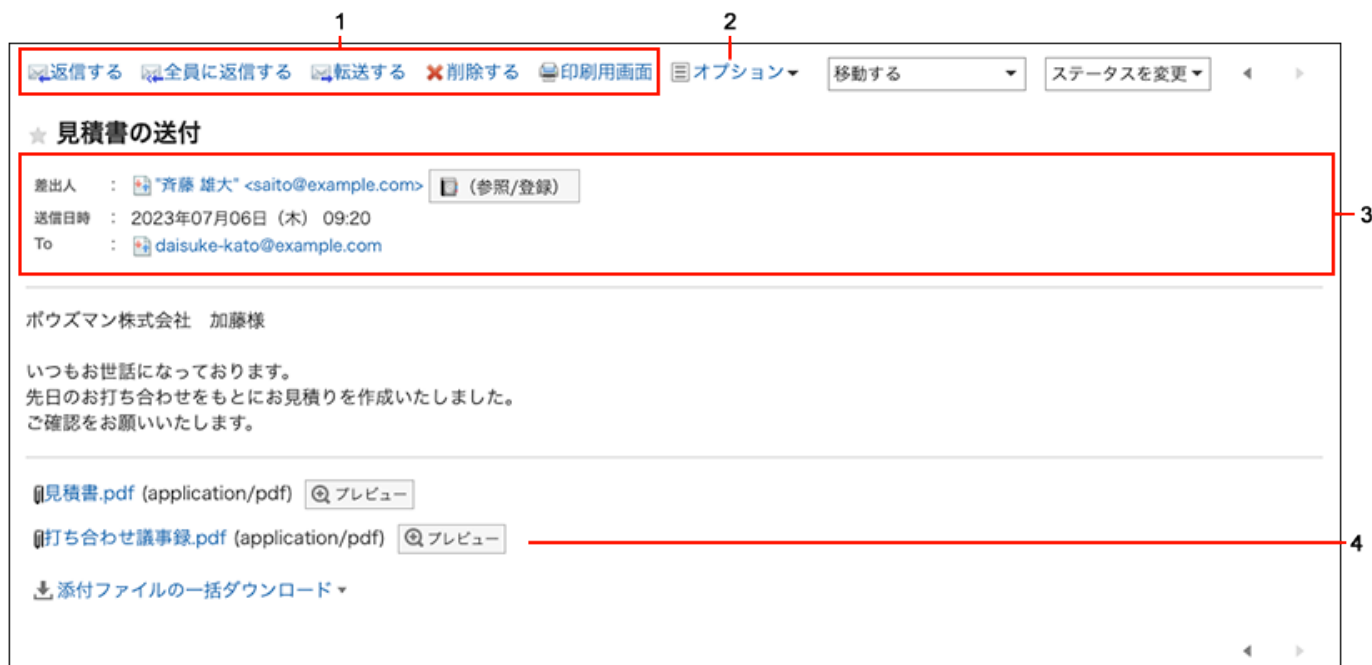 1 2
返信する 全員に返信する 転送する 削除する 印刷用画面 オプション 移動する ステータスを変更
見積書の送付
3
差出人 : "斉藤 雄大" <saito@example.com> (参照/登録)
送信日時 : 2023年07月06日（木） 09:20
To : daisuke-kato@example.com
ボウズマン株式会社　加藤様
いつもお世話になっております。
先日のお打ち合わせをもとにお見積りを作成いたしました。
ご確認をお願いいたします。
見積書.pdf (application/pdf) プレビュー
打ち合わせ議事録.pdf (application/pdf) プレビュー 4
添付ファイルの一括ダウンロード